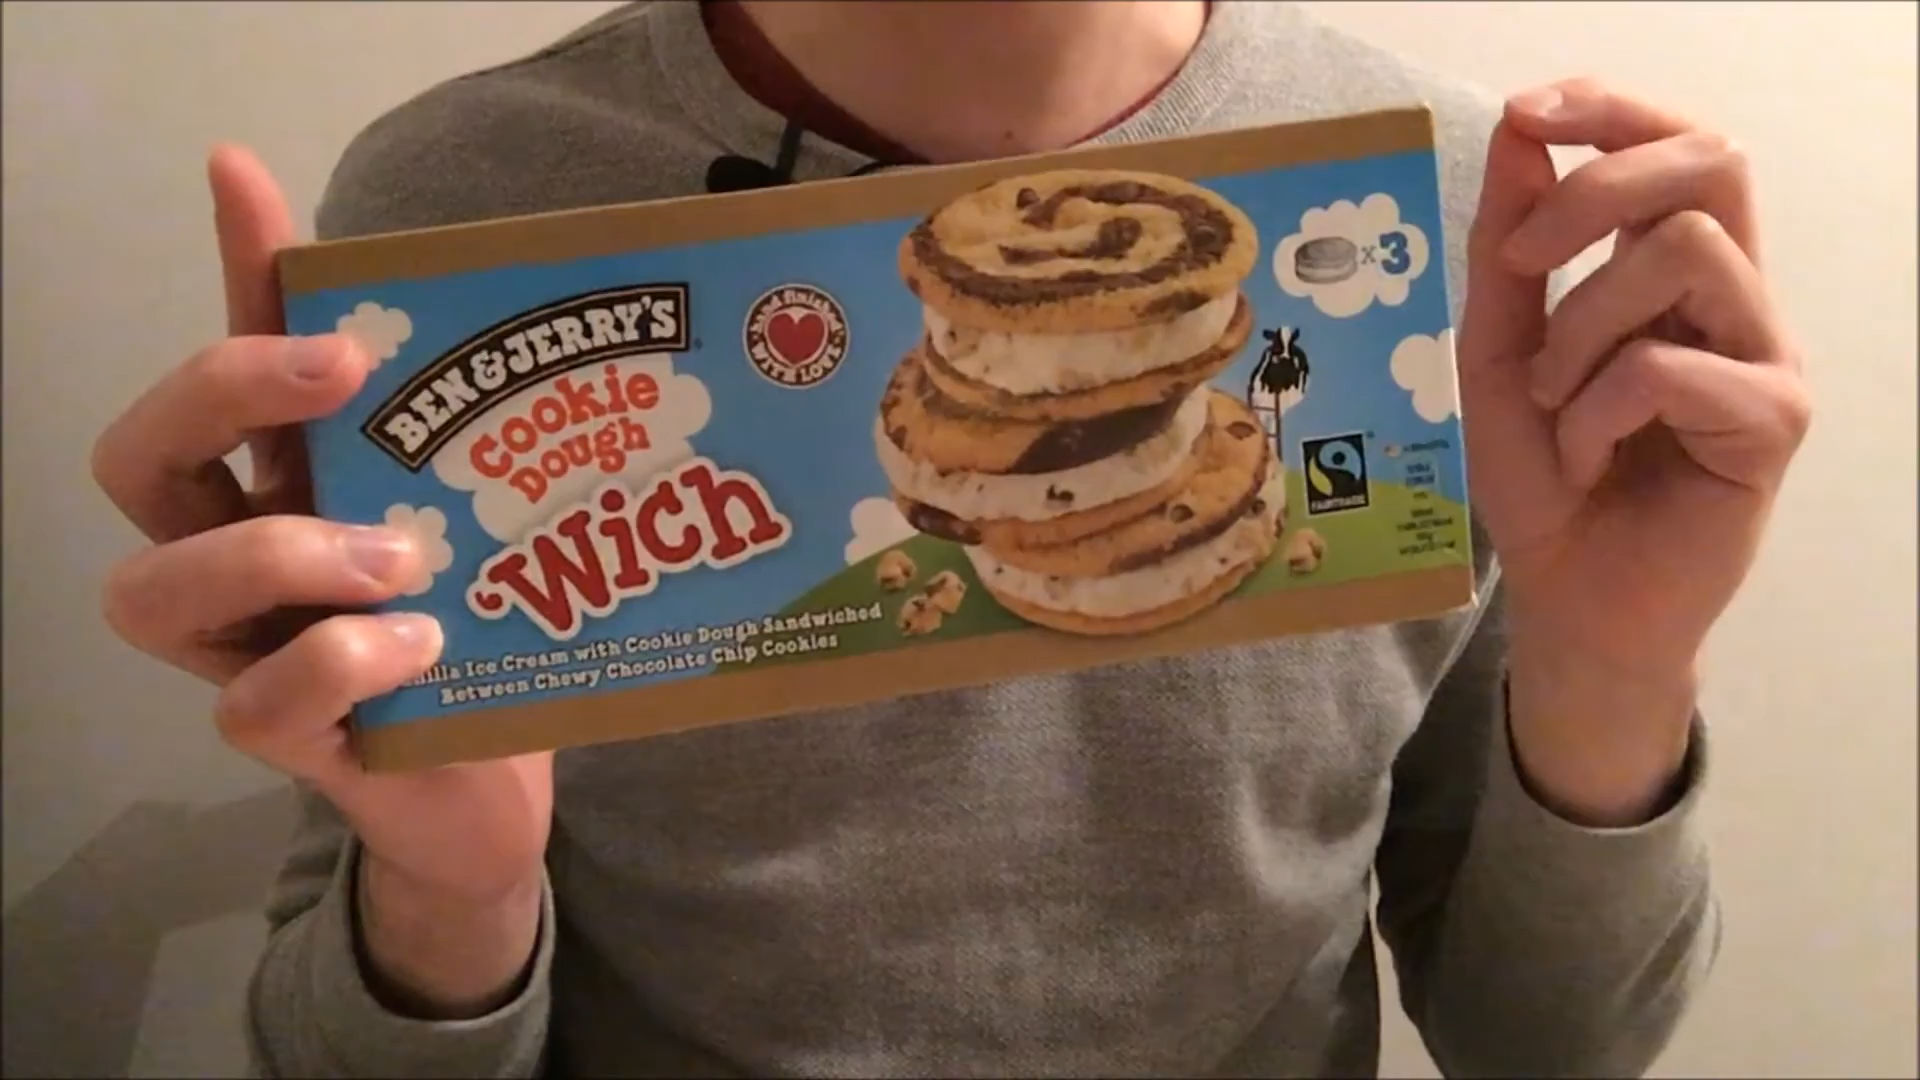 BEN & JERRY'S
Cookie
Dough
'Wich
hand finished
WITH LOVE
x3
FAIRTRADE
Ice Cream with Cookie Dough Sandwiched
Between Chewy Chocolate Chip Cookies